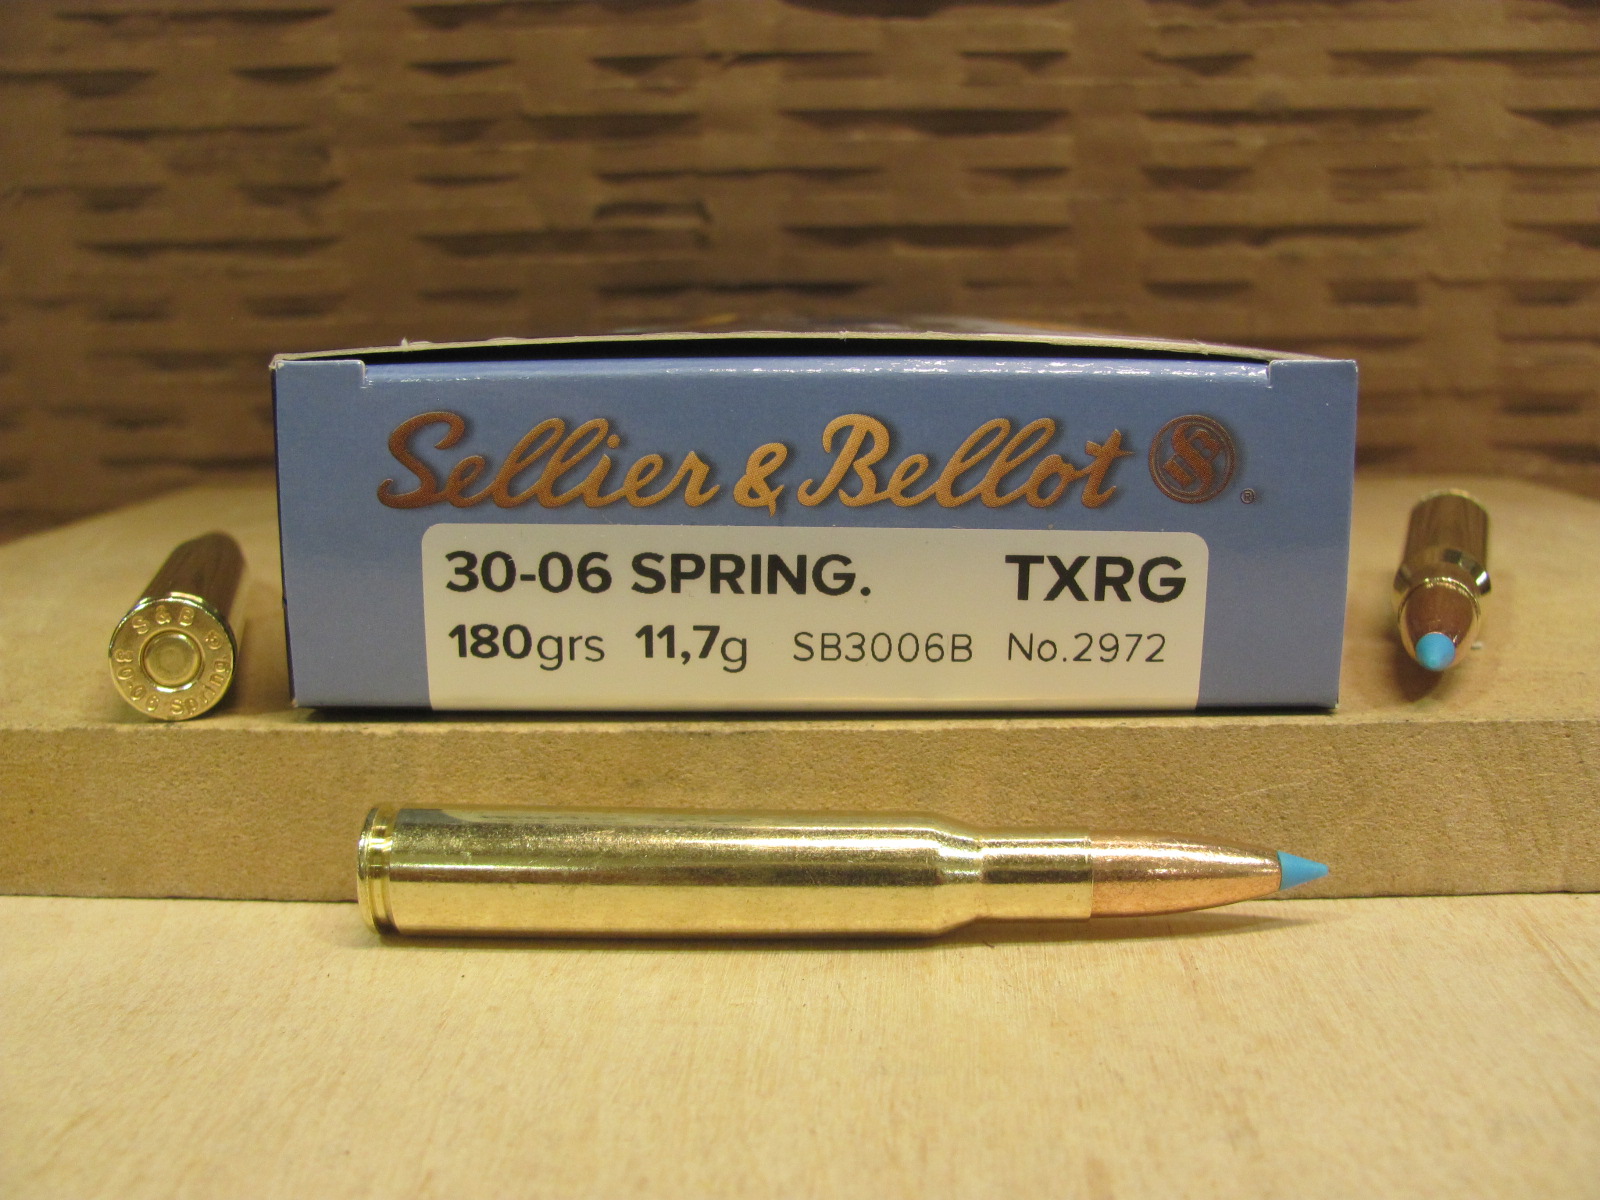 Sellier & Bellot ®
30-06 SPRING. TXRG
180grs 11,7g SB3006B No.2972
S & B ®
30-06 Spring